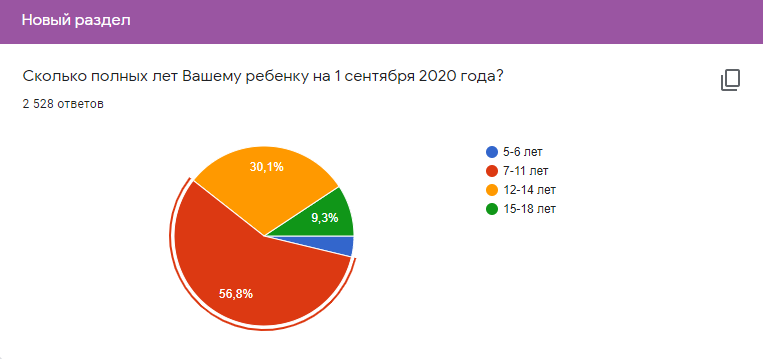 Новый раздел
Сколько полных лет Вашему ребенку на 1 сентября 2020 года?
2 528 ответов
5-6 лет
7-11 лет
12-14 лет
15-18 лет
30,1%
9,3%
56,8%